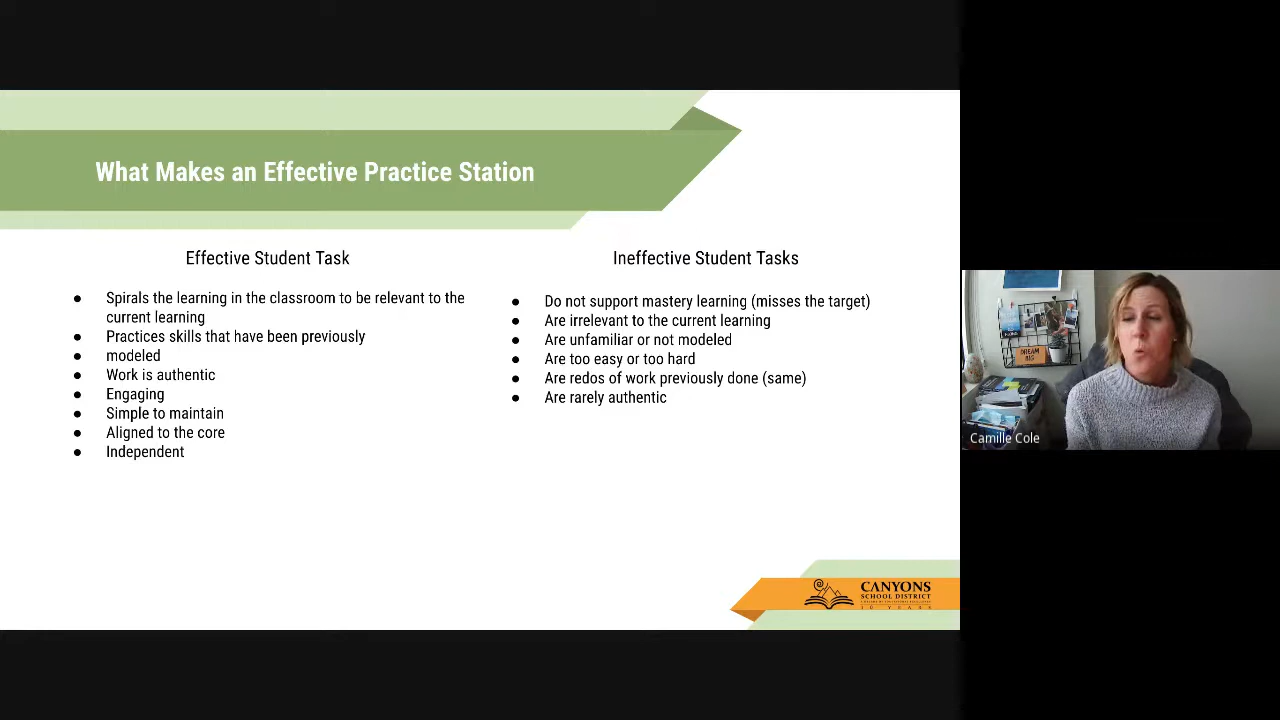 What Makes an Effective Practice Station
Effective Student Task
Spirals the learning in the classroom to be relevant to the
current learning
Practices skills that have been previously
modeled
Work is authentic
Engaging
Simple to maintain
Aligned to the core
Independent
Ineffective Student Tasks
Do not support mastery learning (misses the target)
Are irrelevant to the current learning
Are unfamiliar or not modeled
Are too easy or too hard
Are redos of work previously done (same)
Are rarely authentic
DREAM
BIG
Camille Cole
CANYONS
SCHOOL DISTRICT
10 YEARS